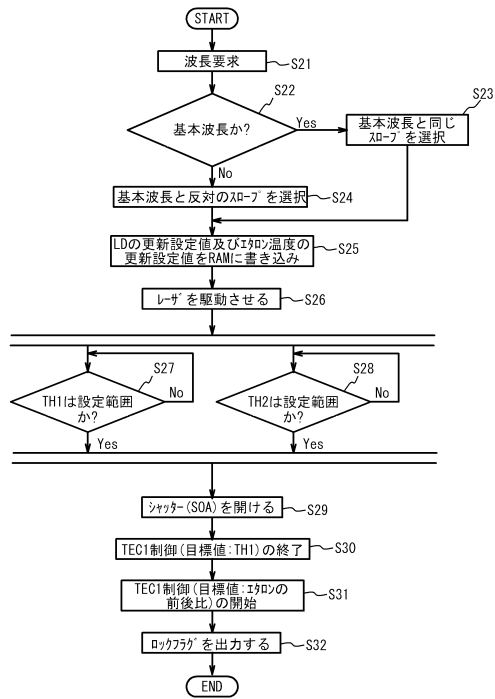 START
波長要求
S21
S22
基本波長か?
Yes
S23
基本波長と同じ
ｽﾛｰﾌﾟを選択
No
基本波長と反対のｽﾛｰﾌﾟを選択
S24
LDの更新設定値及びｴﾀﾛﾝ温度の
更新設定値をRAMに書き込み
S25
ﾚｰｻﾞを駆動させる
S26
S27
TH1は設定範囲
か?
No
Yes
S28
TH2は設定範囲
か?
No
Yes
ｼｬｯﾀｰ(SOA)を開ける
S29
TEC1制御(目標値:TH1)の終了
S30
TEC1制御(目標値:ｴﾀﾛﾝの
前後比)の開始
S31
ﾛｯｸﾌﾗｸﾞを出力する
S32
END